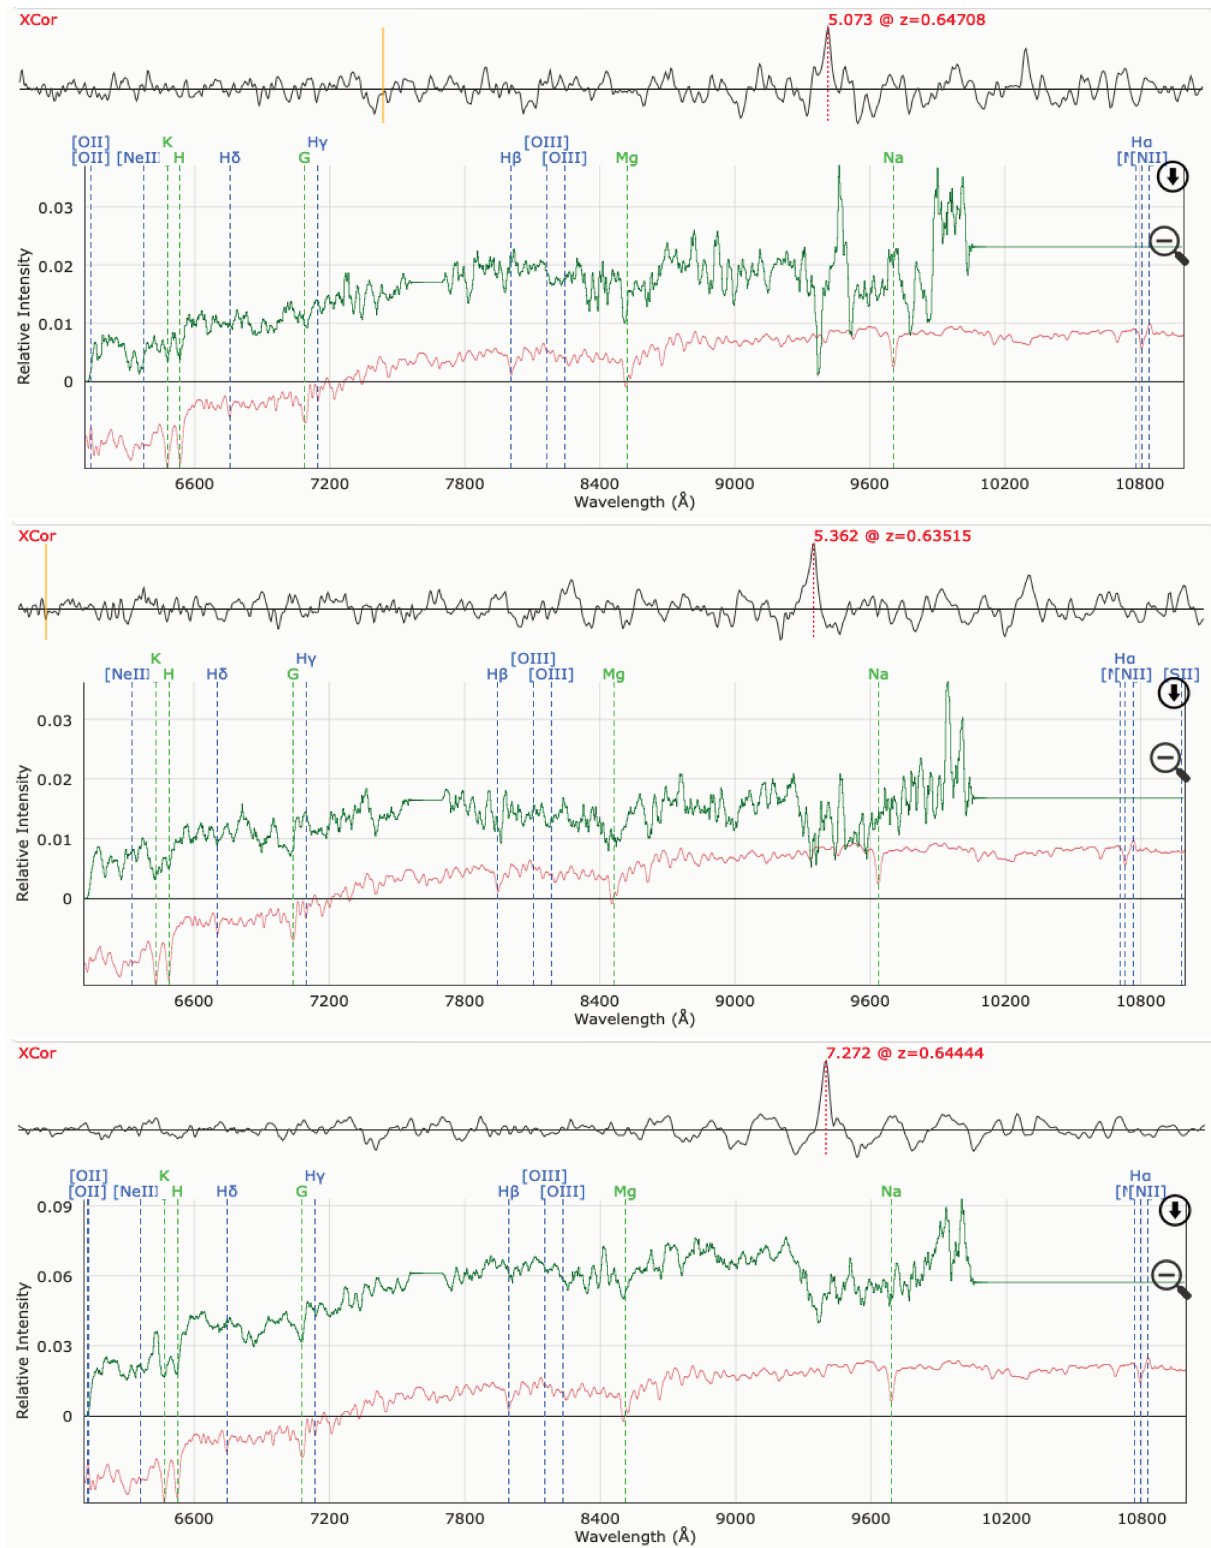 XCor
5.073 @ z=0.64708
[OII] K Hγ [OIII] Hα
[OII] [NeII H Hδ G Hβ [OIII] Mg Na [NII]
0.03
0.02
0.01
0
Relative Intensity
6600 7200 7800 8400 9000 9600 10200 10800
Wavelength (Å)
XCor
5.362 @ z=0.63515
K Hγ [OIII] Hα
[NeIII H Hδ G Hβ [OIII] Mg Na [NII] [SII]
0.03
0.02
0.01
0
Relative Intensity
6600 7200 7800 8400 9000 9600 10200 10800
Wavelength (Å)
XCor
7.272 @ z=0.64444
[OII] K Hγ [OIII] Hα
[OII] [NeIII H Hδ G Hβ [OIII] Mg Na [NII]
0.09
0.06
0.03
0
Relative Intensity
6600 7200 7800 8400 9000 9600 10200 10800
Wavelength (Å)